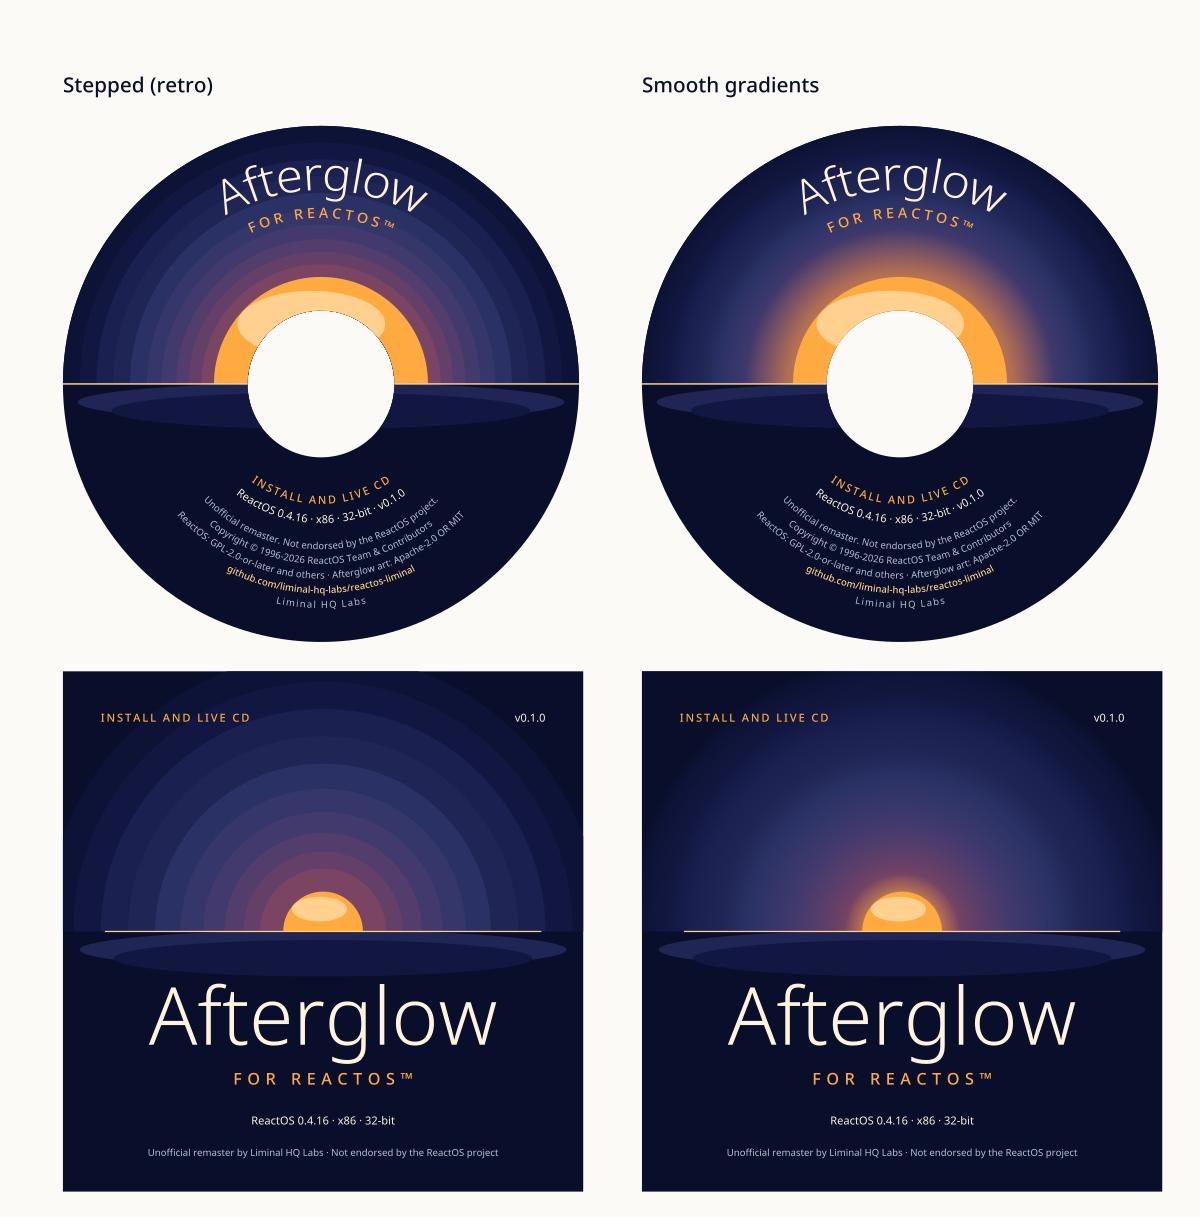 Stepped (retro)
Smooth gradients
Afterglow
FOR REACTOS™
INSTALL AND LIVE CD
ReactOS 0.4.16 · x86 · 32-bit · v0.1.0
Unofficial remaster. Not endorsed by the ReactOS project.
Copyright © 1996-2026 ReactOS Team & Contributors
ReactOS: GPL-2.0-or-later and others · Afterglow art: Apache-2.0 OR MIT
github.com/liminal-hq-labs/reactos-liminal
Liminal HQ Labs
Afterglow
FOR REACTOS™
INSTALL AND LIVE CD
ReactOS 0.4.16 · x86 · 32-bit · v0.1.0
Unofficial remaster. Not endorsed by the ReactOS project.
Copyright © 1996-2026 ReactOS Team & Contributors
ReactOS: GPL-2.0-or-later and others · Afterglow art: Apache-2.0 OR MIT
github.com/liminal-hq-labs/reactos-liminal
Liminal HQ Labs
INSTALL AND LIVE CD
v0.1.0
Afterglow
FOR REACTOS™
ReactOS 0.4.16 · x86 · 32-bit
Unofficial remaster by Liminal HQ Labs · Not endorsed by the ReactOS project
INSTALL AND LIVE CD
v0.1.0
Afterglow
FOR REACTOS™
ReactOS 0.4.16 · x86 · 32-bit
Unofficial remaster by Liminal HQ Labs · Not endorsed by the ReactOS project